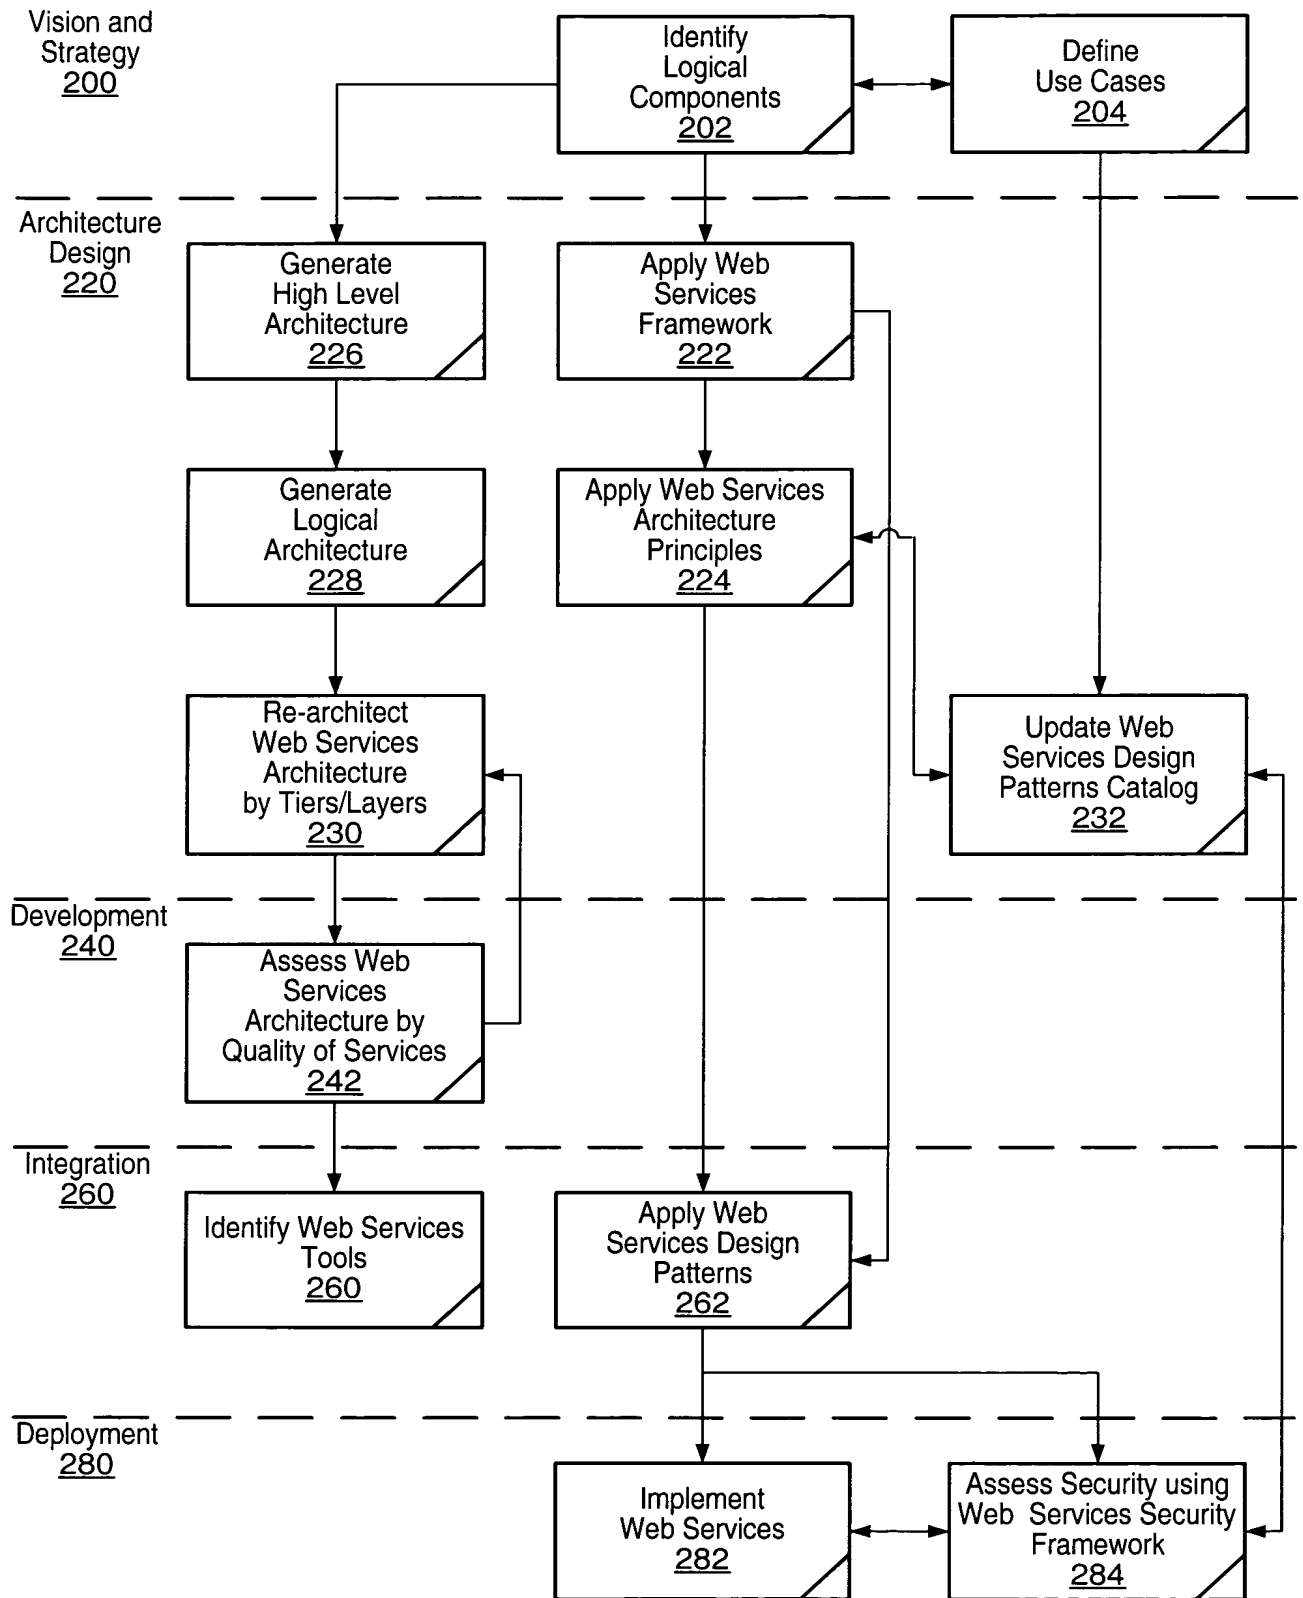 Vision and
Strategy
200
Identify
Logical
Components
202
Define
Use Cases
204
Architecture
Design
220
Generate
High Level
Architecture
226
Apply Web
Services
Framework
222
Generate
Logical
Architecture
228
Apply Web Services
Architecture
Principles
224
Re-architect
Web Services
Architecture
by Tiers/Layers
230
Update Web
Services Design
Patterns Catalog
232
Development
240
Assess Web
Services
Architecture by
Quality of Services
242
Integration
260
Identify Web Services
Tools
260
Apply Web
Services Design
Patterns
262
Deployment
280
Implement
Web Services
282
Assess Security using
Web Services Security
Framework
284